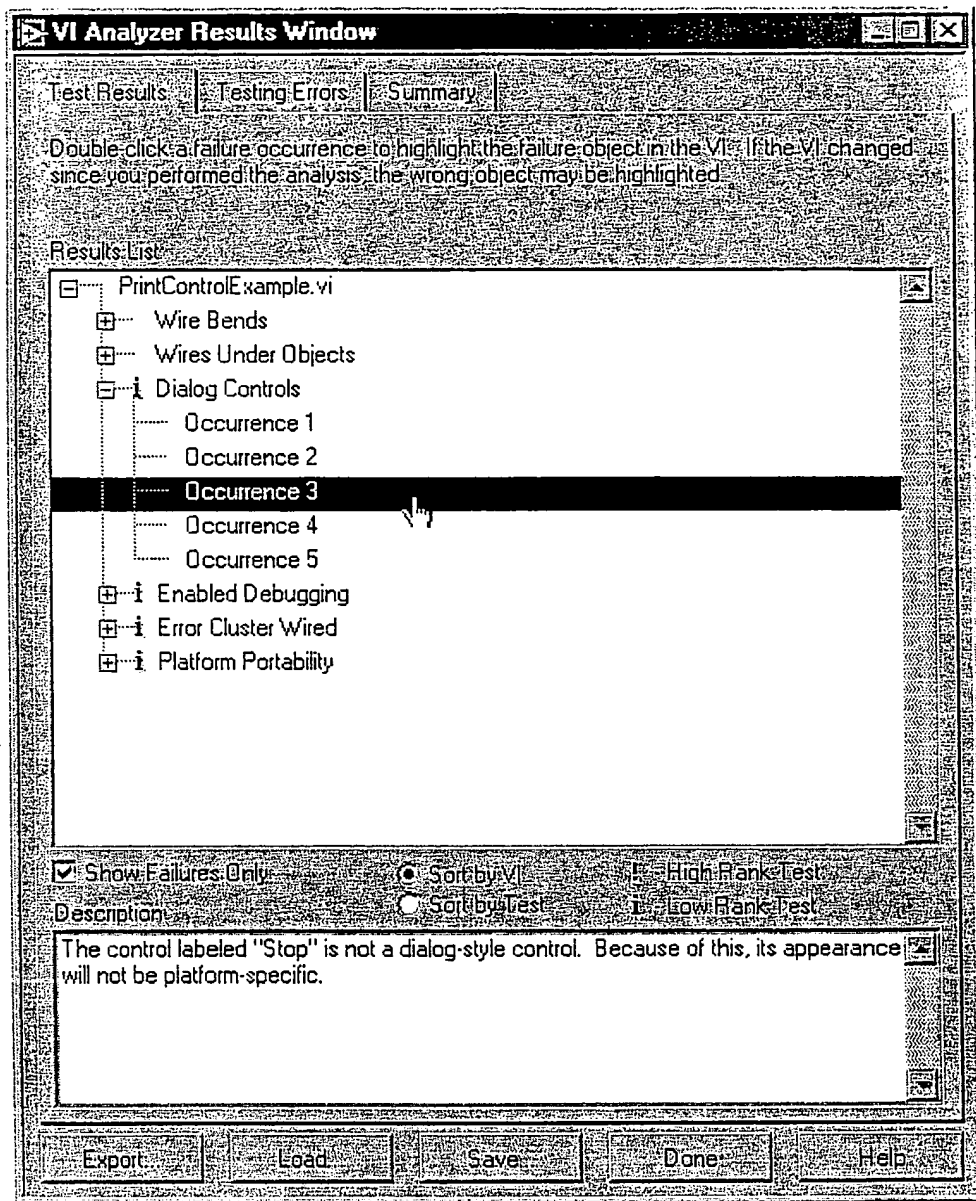 VI Analyzer Results Window
Test Results Testing Errors Summary
Double-click a failure occurrence to highlight the failure object in the VI. If the VI changed
since you performed the analysis, the wrong object may be highlighted.
Results List
PrintControlExample.vi
Wire Bends
Wires Under Objects
i Dialog Controls
Occurrence 1
Occurrence 2
Occurrence 3
Occurrence 4
Occurrence 5
i Enabled Debugging
i Error Cluster Wired
i Platform Portability
Show Failures Only Sort by VI ! High Rank Test
Description Sort by Test i Low Rank Test
The control labeled "Stop" is not a dialog-style control. Because of this, its appearance
will not be platform-specific.
Export... Load... Save... Done Help